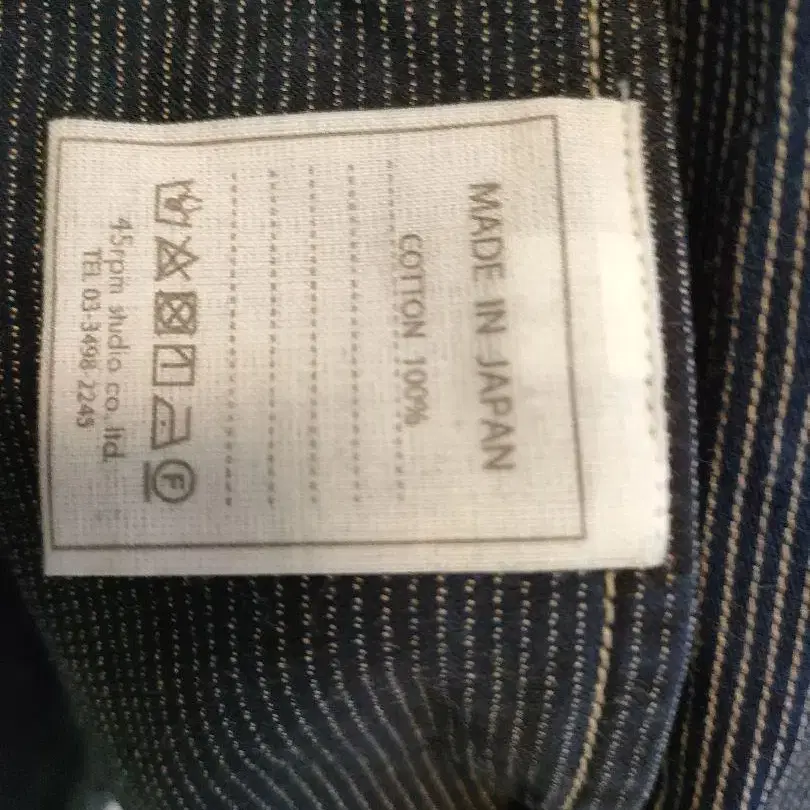 MADE IN JAPAN
COTTON 100%
F
45rpm studio co. ltd.
TEL 03-3498-2245